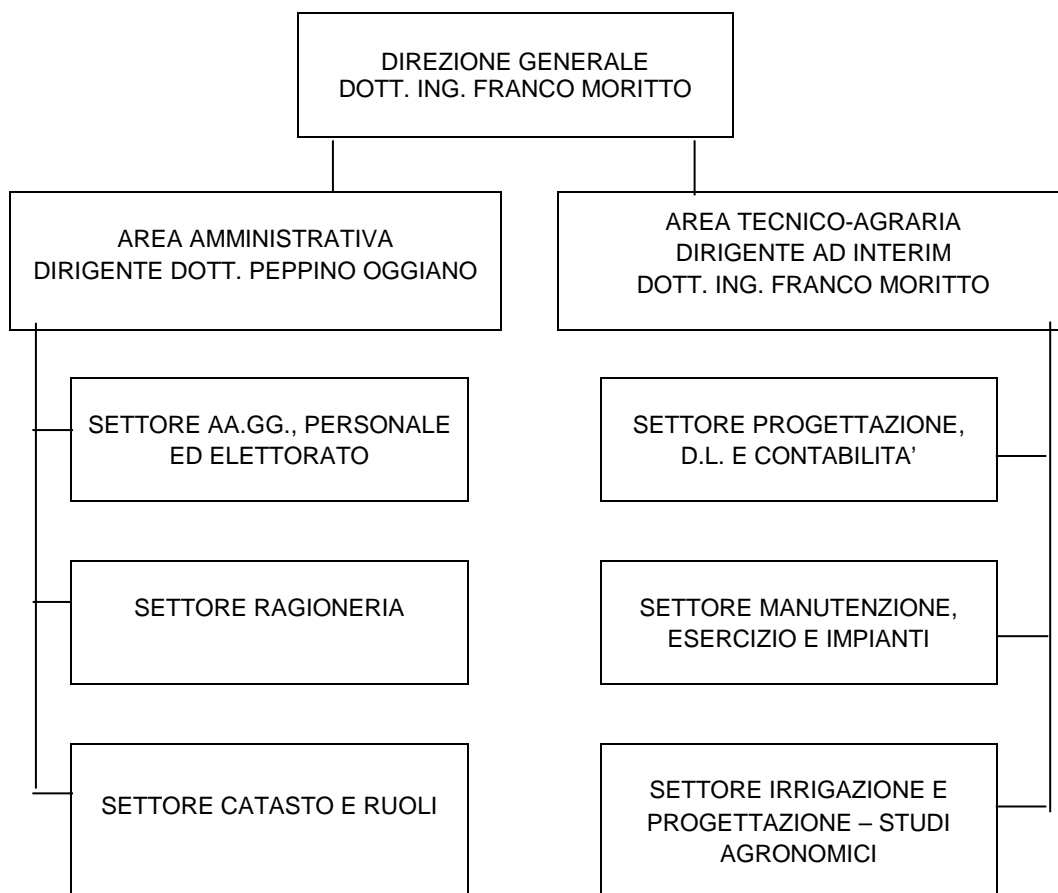 DIREZIONE GENERALE
DOTT. ING. FRANCO MORITTO
AREA AMMINISTRATIVA
DIRIGENTE DOTT. PEPPINO OGGIANO
AREA TECNICO-AGRARIA
DIRIGENTE AD INTERIM
DOTT. ING. FRANCO MORITTO
SETTORE AA.GG., PERSONALE
ED ELETTORATO
SETTORE PROGETTAZIONE,
D.L. E CONTABILITA’
SETTORE RAGIONERIA
SETTORE MANUTENZIONE,
ESERCIZIO E IMPIANTI
SETTORE CATASTO E RUOLI
SETTORE IRRIGAZIONE E
PROGETTAZIONE – STUDI
AGRONOMICI